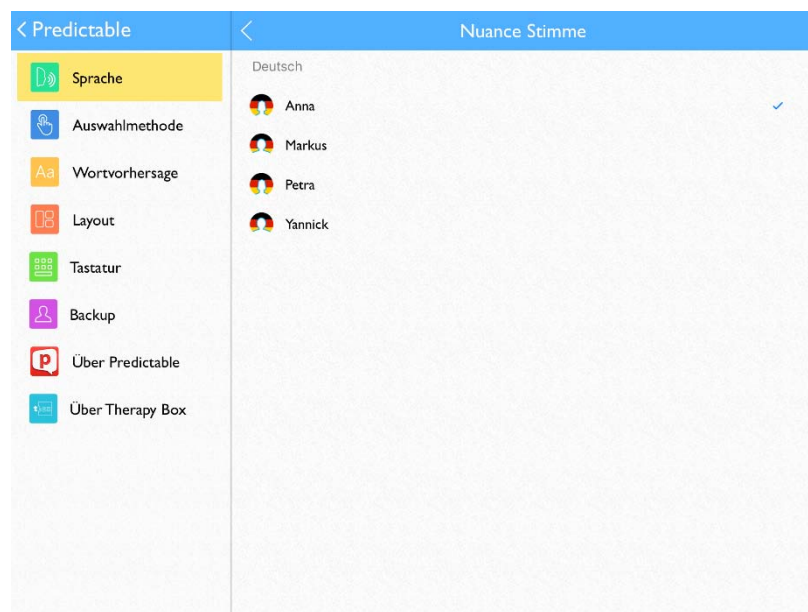 Predictable
Nuance Stimme
Sprache
Auswahlmethode
Aa
Wortvorhersage
Layout
Tastatur
Backup
p
Über Predictable
Über Therapy Box
Deutsch
Anna
Markus
Petra
Yannick